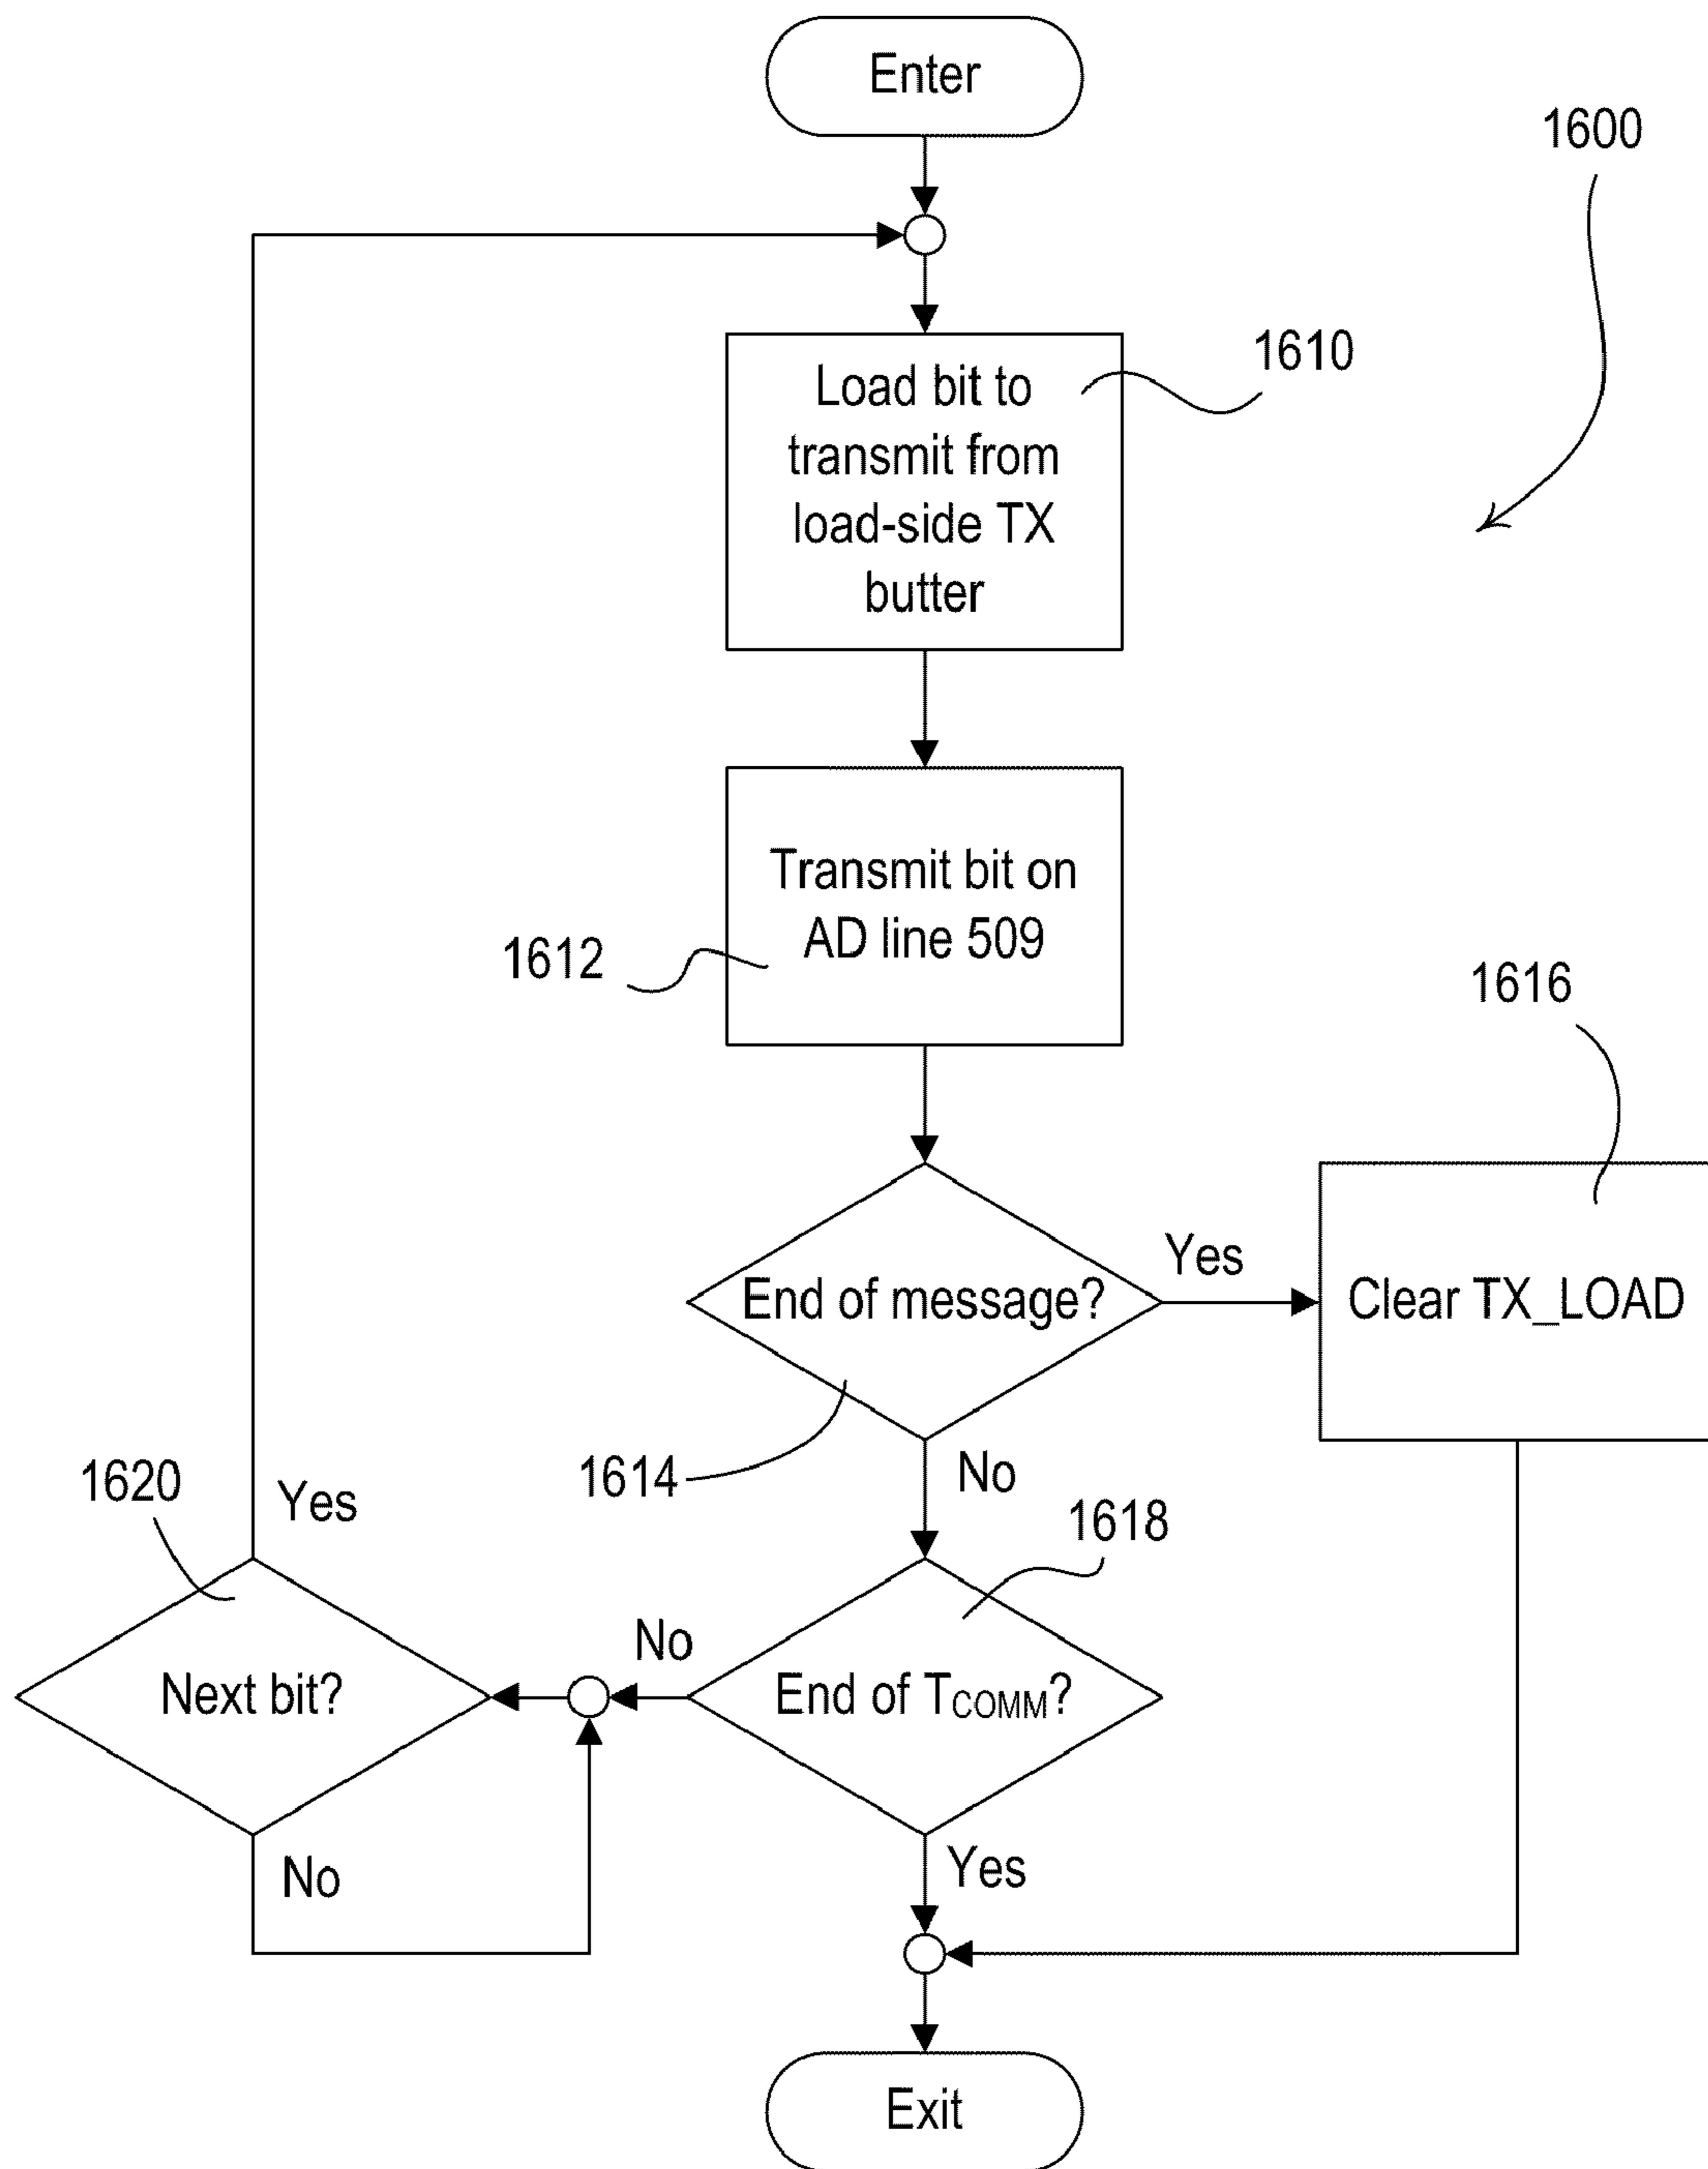 Enter
1600
1610
Load bit to
transmit from
load-side TX
butter
Transmit bit on
AD line 509
1612
1616
Yes
End of message?
Clear TX_LOAD
1614
No
1618
1620
Yes
No
Next bit?
End of TCOMM?
No
Yes
Exit